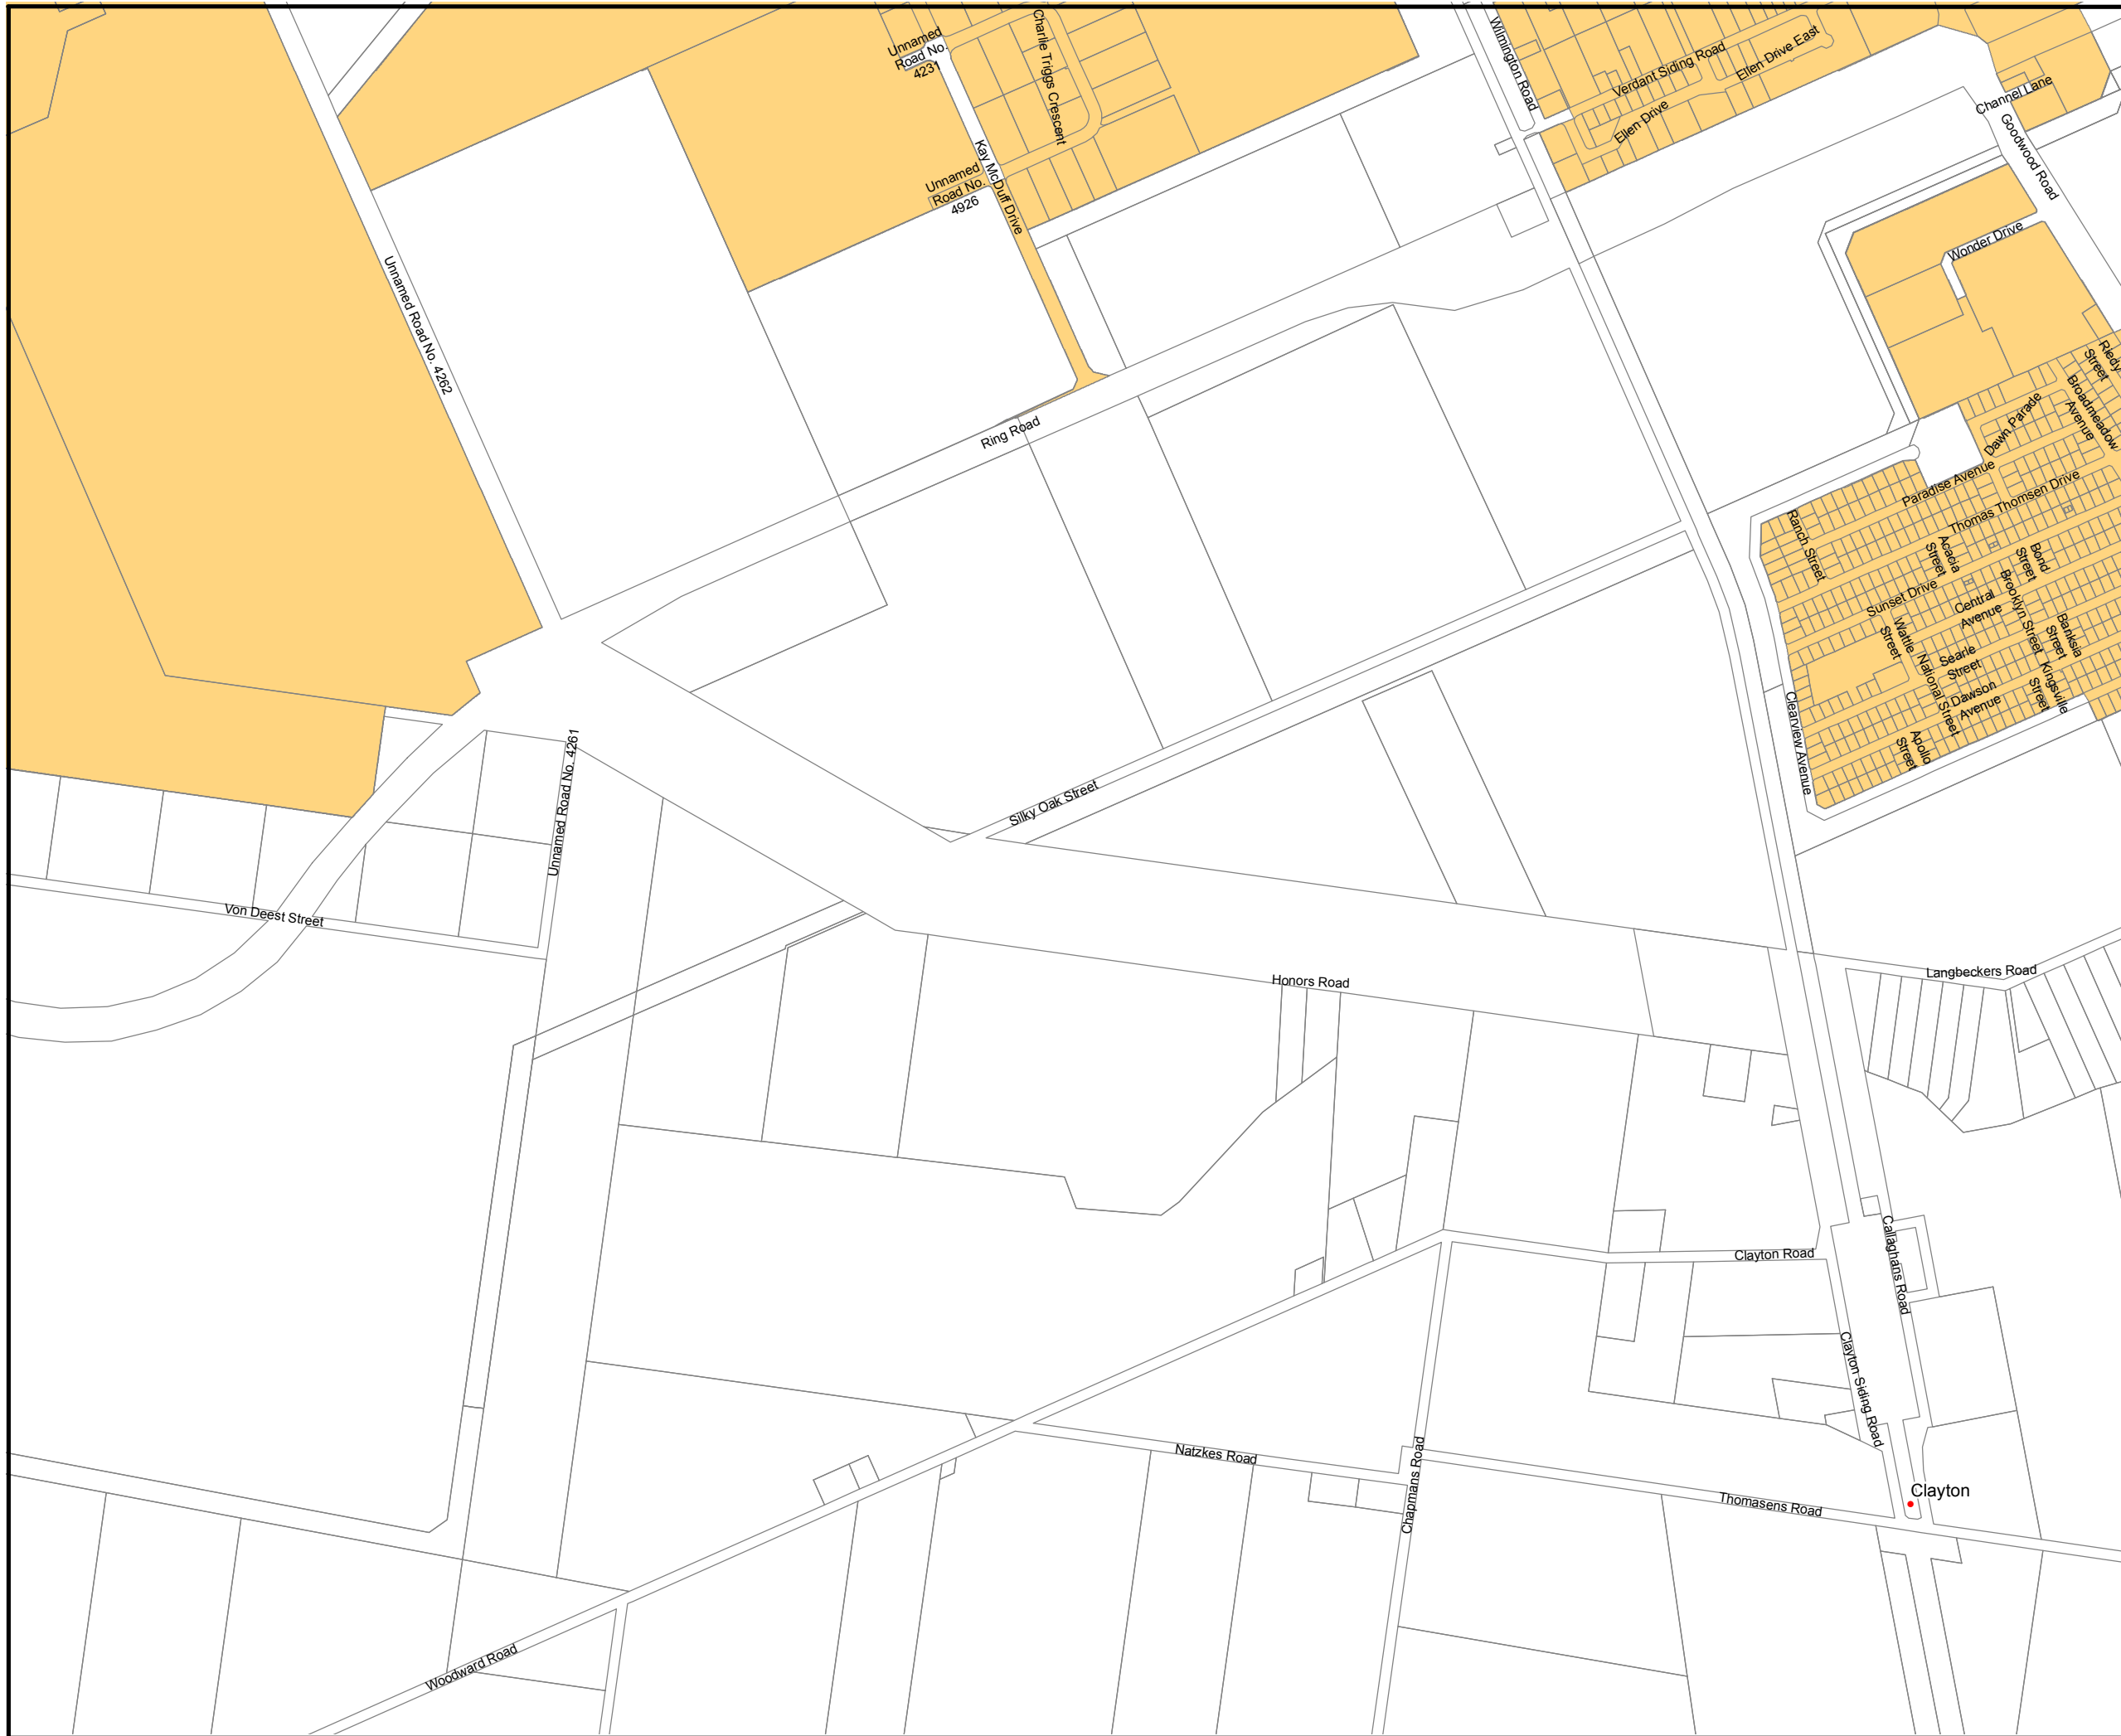 Unnamed
Road No.
4231
Charlie Triggs Crescent
Wilmington Road
Verdant Siding Road
Ellen Drive East
Ellen Drive
Channel Lane
Goodwood Road
Kay McDuff Drive
Unnamed
Road No.
4926
Wonder Drive
Unnamed Road No. 4262
Riedy
Street
Broadmeadow
Avenue
Dawn Parade
Ring Road
Paradise Avenue
Thomas Thomsen Drive
Ranch Street
Acacia
Street
Bond
Street
Sunset Drive
Central
Avenue
Brooklyn Street
Banksia
Street
Wattle
Street
Searle
Street
National Street
Kingsville
Street
Dawson
Avenue
Clearview Avenue
Apollo
Street
Unnamed Road No. 4261
Silky Oak Street
Von Deest Street
Honors Road
Langbeckers Road
Callaghans Road
Clayton Road
Clayton Siding Road
Natzkes Road
Chapmans Road
Clayton
Thomasens Road
Woodward Road